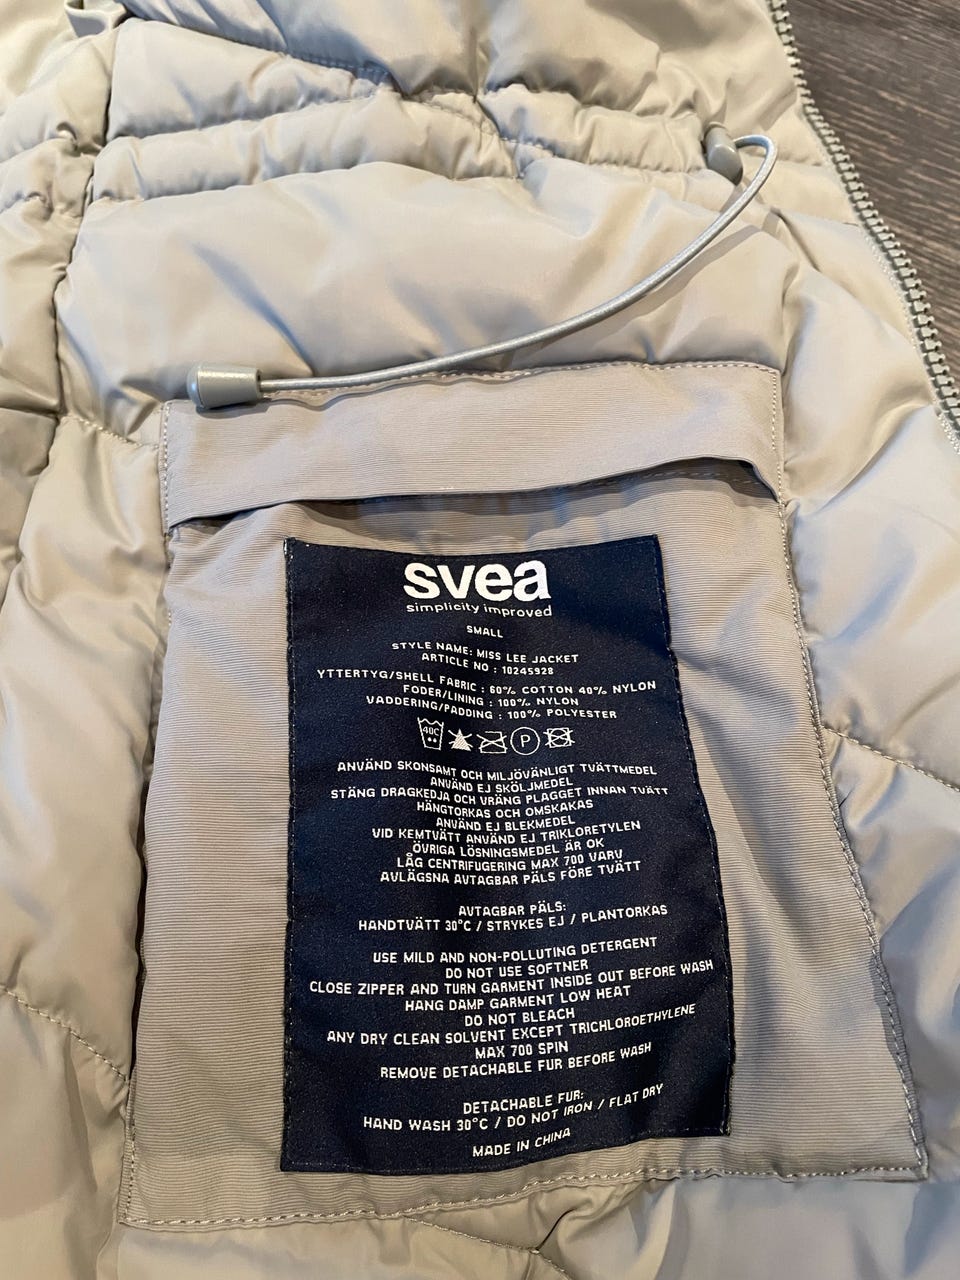 svea
simplicity improved
SMALL
STYLE NAME: MISS LEE JACKET
ARTICLE NO : 10245928
YTTERTYG/SHELL FABRIC : 60% COTTON 40% NYLON
FODER/LINING : 100% NYLON
VADDERING/PADDING : 100% POLYESTER
40C P
ANVÄND SKONSAMT OCH MILJÖVÄNLIGT TVÄTTMEDEL
ANVÄND EJ SKÖLJMEDEL
STÄNG DRAGKEDJA OCH VRÄNG PLAGGET INNAN TVÄTT
HÄNGTORKAS OCH OMSKAKAS
ANVÄND EJ BLEKMEDEL
VID KEMTVÄTT ANVÄND EJ TRIKLORETYLEN
ÖVRIGA LÖSNINGSMEDEL ÄR OK
LÅG CENTRIFUGERING MAX 700 VARV
AVLÄGSNA AVTAGBAR PÄLS FÖRE TVÄTT
AVTAGBAR PÄLS:
HANDTVÄTT 30°C / STRYKES EJ / PLANTORKAS
USE MILD AND NON-POLLUTING DETERGENT
DO NOT USE SOFTNER
CLOSE ZIPPER AND TURN GARMENT INSIDE OUT BEFORE WASH
HANG DAMP GARMENT LOW HEAT
DO NOT BLEACH
ANY DRY CLEAN SOLVENT EXCEPT TRICHLOROETHYLENE
MAX 700 SPIN
REMOVE DETACHABLE FUR BEFORE WASH
DETACHABLE FUR:
HAND WASH 30°C / DO NOT IRON / FLAT DRY
MADE IN CHINA